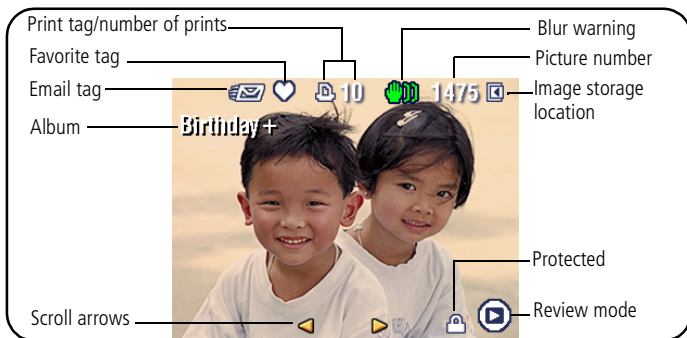 Print tag/number of prints
Favorite tag
Email tag
Album
Blur warning
Picture number
Image storage
location
10
1475
Birthday+
Protected
Review mode
Scroll arrows